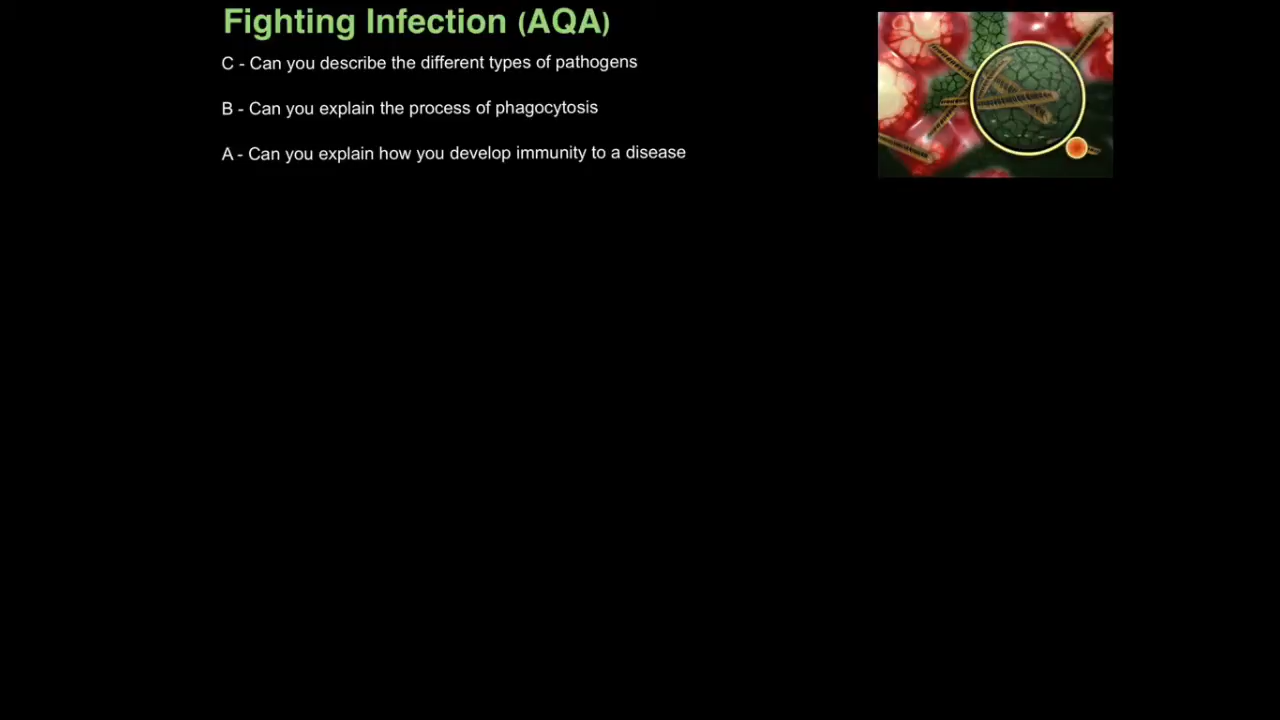 Fighting Infection (AQA)
C - Can you describe the different types of pathogens
B - Can you explain the process of phagocytosis
A - Can you explain how you develop immunity to a disease